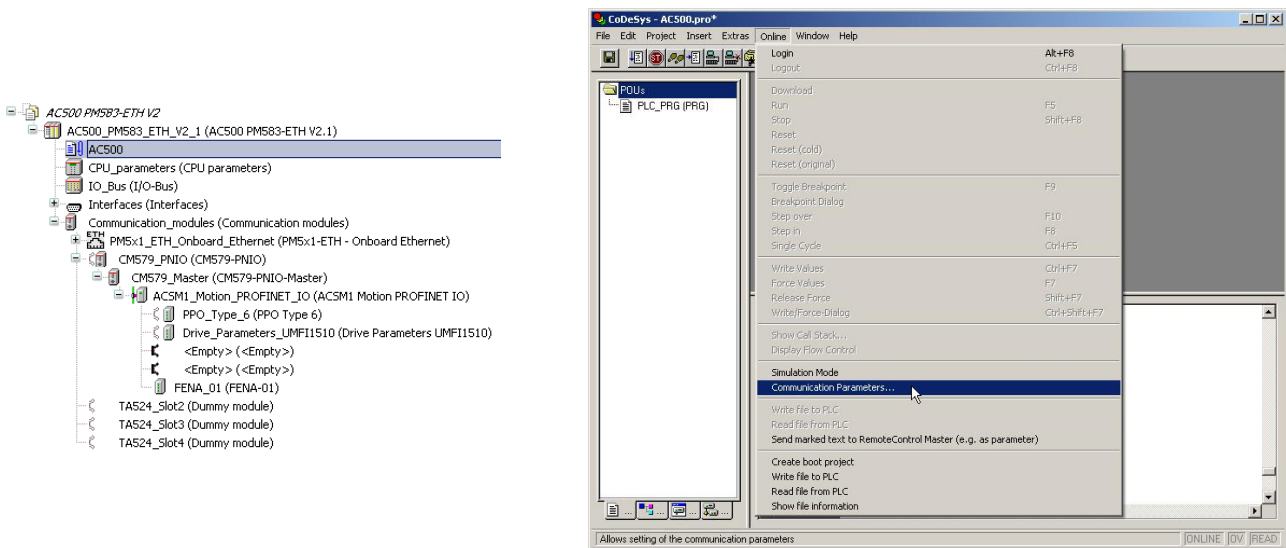 AC500 PM583-ETH V2
AC500_PM583_ETH_V2_1 (AC500 PM583-ETH V2.1)
AC500
CPU_parameters (CPU parameters)
IO_Bus (I/O-Bus)
Interfaces (Interfaces)
Communication_modules (Communication modules)
ETH
PM5x1_ETH_Onboard_Ethernet (PM5x1-ETH - Onboard Ethernet)
CM579_PNIO (CM579-PNIO)
CM579_Master (CM579-PNIO-Master)
ACSM1_Motion_PROFINET_IO (ACSM1 Motion PROFINET IO)
PPO_Type_6 (PPO Type 6)
Drive_Parameters_UMFI1510 (Drive Parameters UMFI1510)
<Empty> (<Empty>)
<Empty> (<Empty>)
FENA_01 (FENA-01)
TA524_Slot2 (Dummy module)
TA524_Slot3 (Dummy module)
TA524_Slot4 (Dummy module)
CoDeSys - AC500.pro*
File Edit Project Insert Extras Online Window Help
POUs
PLC_PRG (PRG)
Login Alt+F8
Logout Ctrl+F8
Download
Run F5
Stop Shift+F8
Reset
Reset (cold)
Reset (original)
Toggle Breakpoint F9
Breakpoint Dialog
Step over F10
Step in F8
Single Cycle Ctrl+F5
Write Values Ctrl+F7
Force Values F7
Release Force Shift+F7
Write/Force-Dialog Ctrl+Shift+F7
Show Call Stack...
Display Flow Control
Simulation Mode
Communication Parameters...
Write file to PLC
Read file from PLC
Send marked text to RemoteControl Master (e.g. as parameter)
Create boot project
Write file to PLC
Read file from PLC
Show file information
... ... ... ...
Allows setting of the communication parameters
ONLINE OV READ